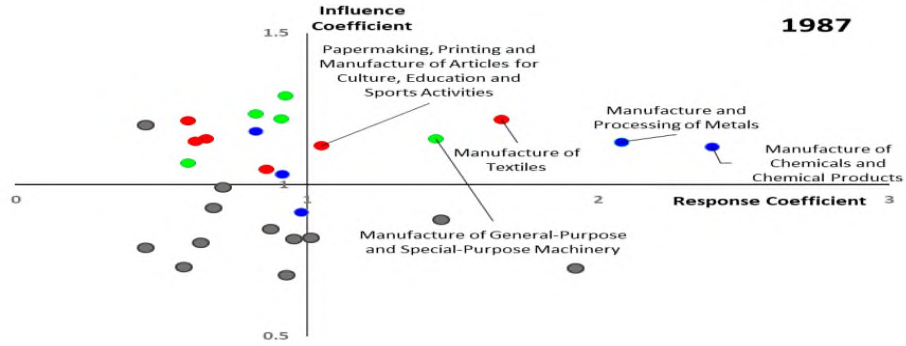 Influence
Coefficient
1.5
1987
Papermaking, Printing and
Manufacture of Articles for
Culture, Education and
Sports Activities
Manufacture and
Processing of Metals
Manufacture of
Textiles
Manufacture of
Chemicals and
Chemical Products
0
1
1
2
Response Coefficient
3
Manufacture of General-Purpose
and Special-Purpose Machinery
0.5